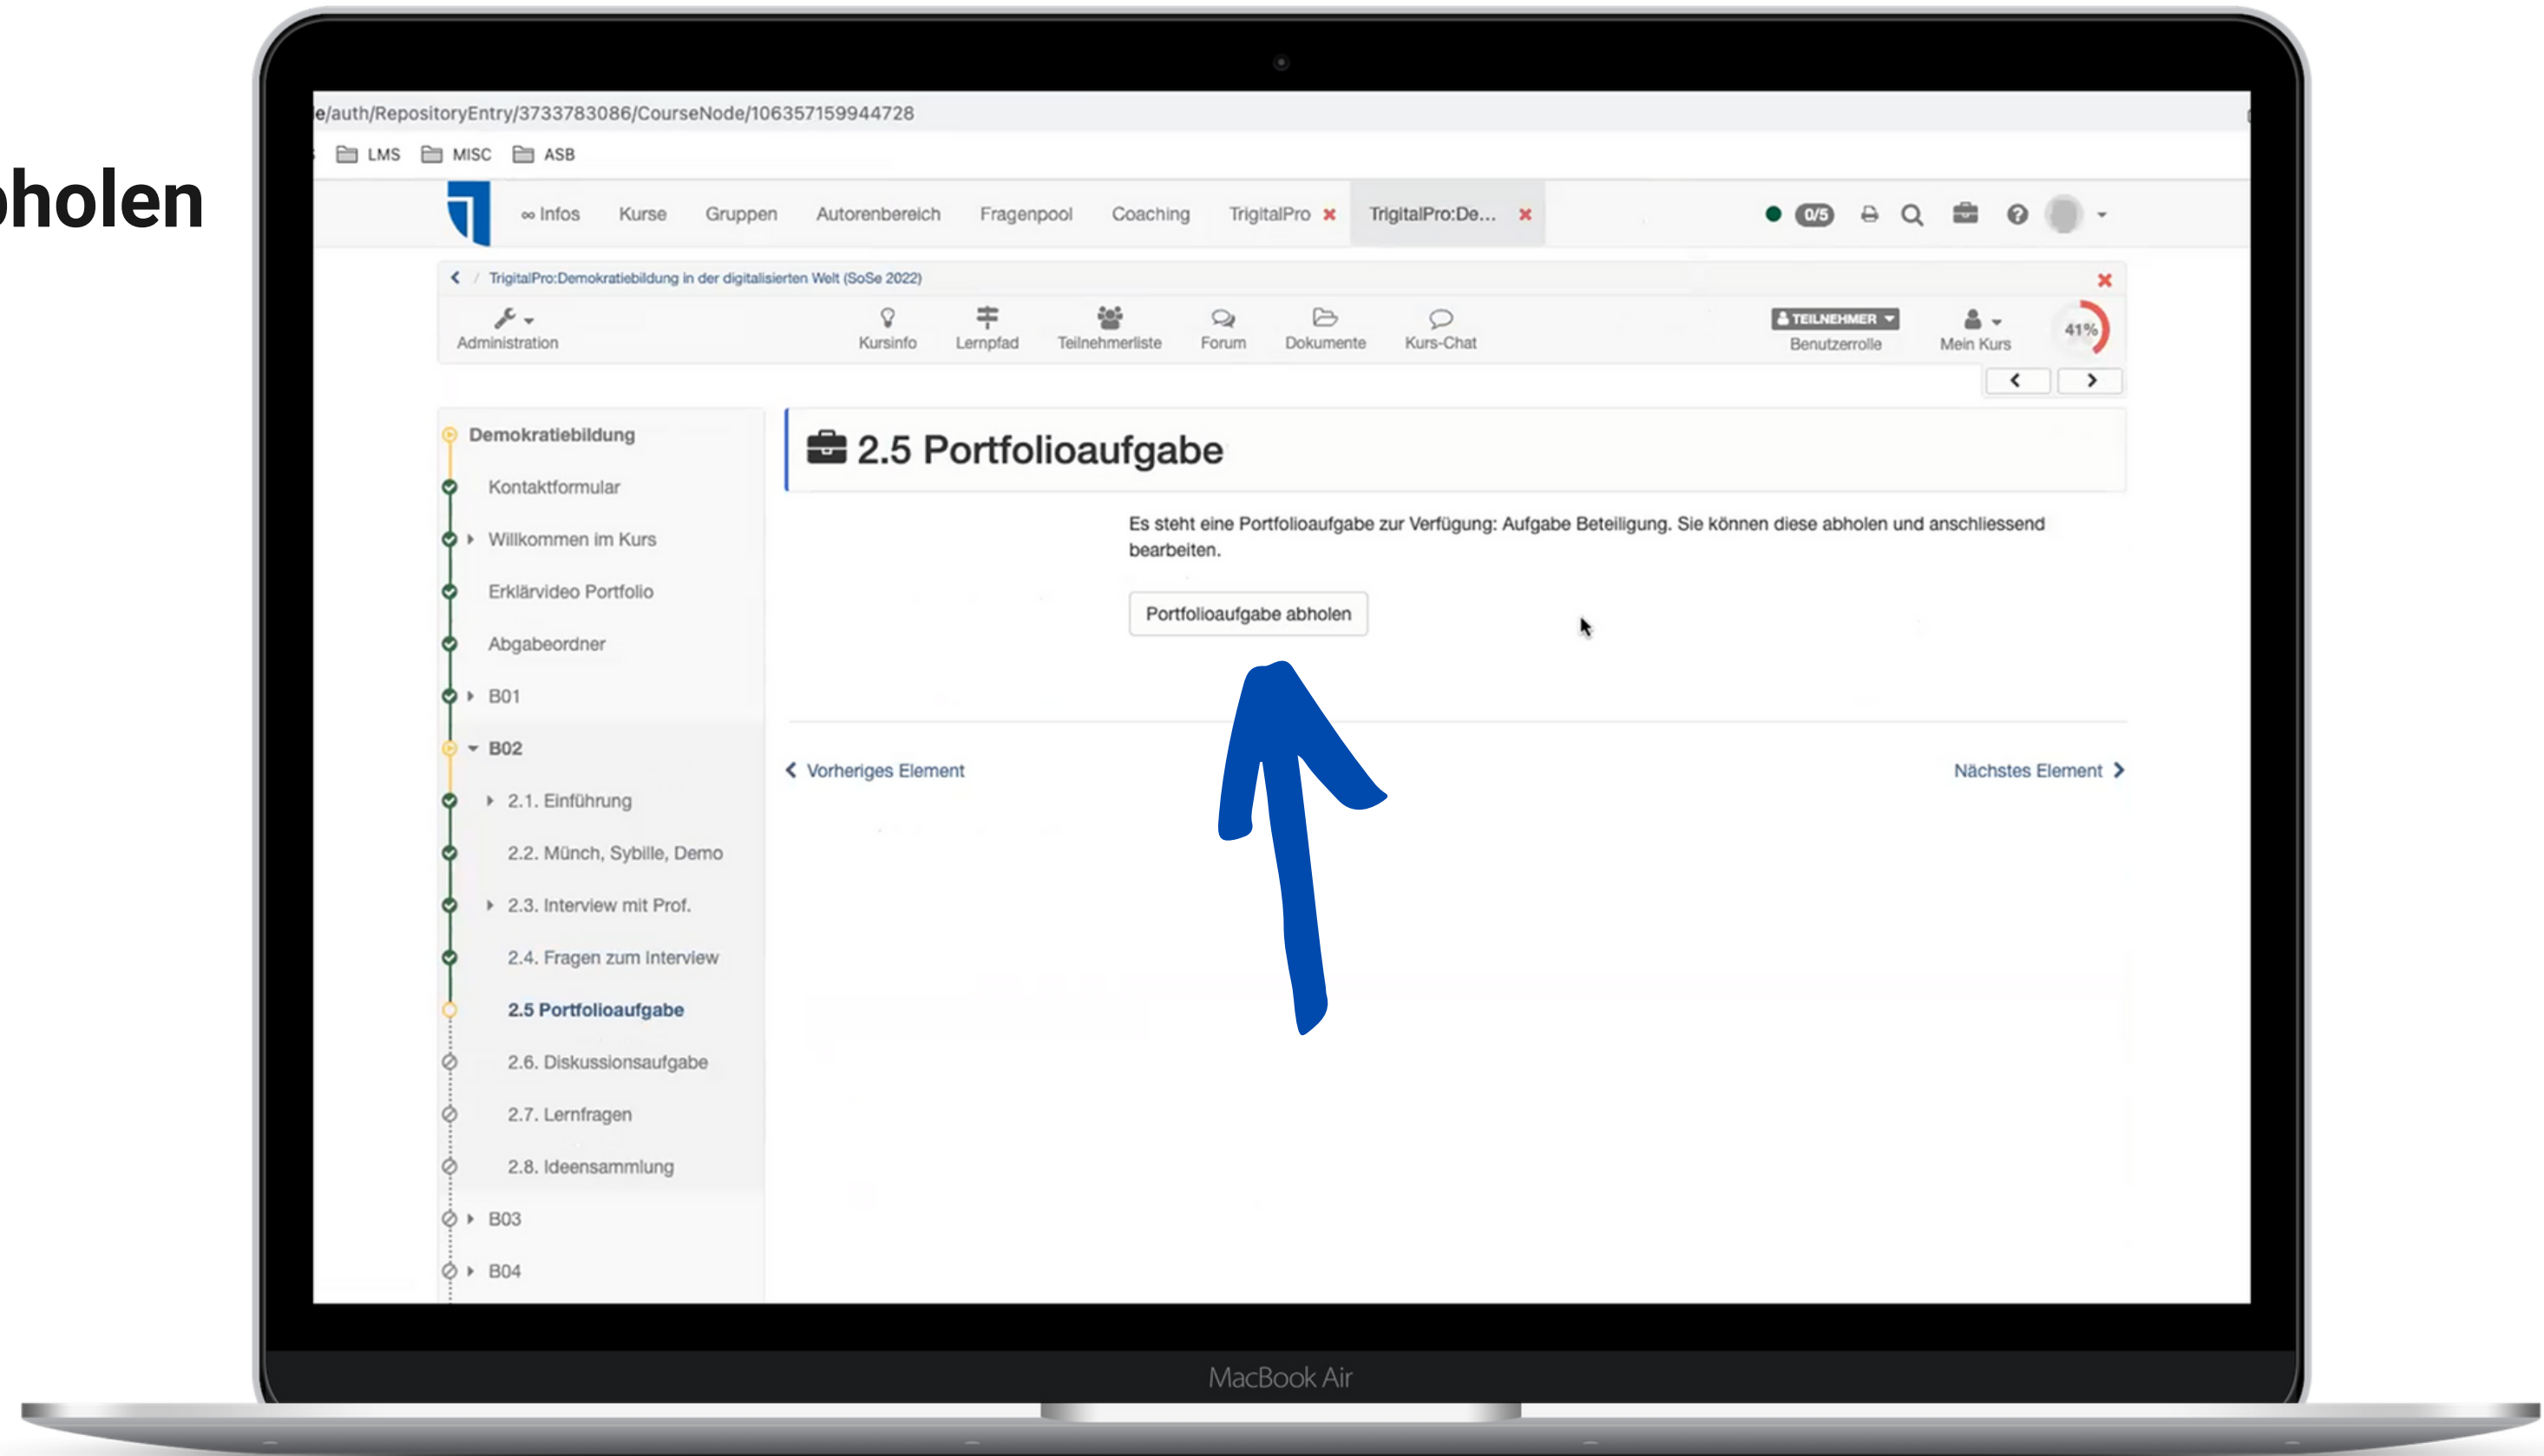 bholen
e/auth/RepositoryEntry/3733783086/CourseNode/106357159944728
LMS MISC ASB
∞ Infos Kurse Gruppen Autorenbereich Fragenpool Coaching TrigitalPro TrigitalPro:De... 0/5
/ TrigitalPro:Demokratiebildung in der digitalisierten Welt (SoSe 2022)
Administration Kursinfo Lernpfad Teilnehmerliste Forum Dokumente Kurs-Chat TEILNEHMER Benutzerrolle Mein Kurs 41%
Demokratiebildung
Kontaktformular
Willkommen im Kurs
Erklärvideo Portfolio
Abgabeordner
B01
B02
2.1. Einführung
2.2. Münch, Sybille, Demo
2.3. Interview mit Prof.
2.4. Fragen zum Interview
2.5 Portfolioaufgabe
2.6. Diskussionsaufgabe
2.7. Lernfragen
2.8. Ideensammlung
B03
B04
2.5 Portfolioaufgabe
Es steht eine Portfolioaufgabe zur Verfügung: Aufgabe Beteiligung. Sie können diese abholen und anschliessend
bearbeiten.
Portfolioaufgabe abholen
Vorheriges Element
Nächstes Element
MacBook Air